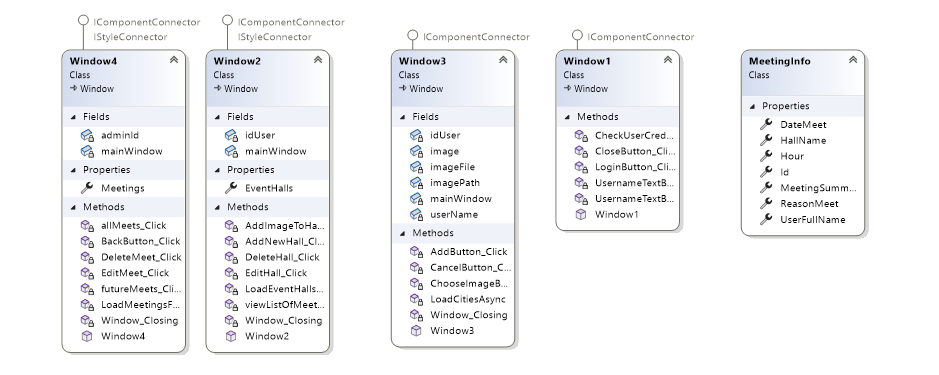 IComponentConnector
IStyleConnector
Window4
Class
Window
Fields
adminId
mainWindow
Properties
Meetings
Methods
allMeets_Click
BackButton_Click
DeleteMeet_Click
EditMeet_Click
futureMeets_Cli...
LoadMeetingsF...
Window_Closing
Window4
IComponentConnector
IStyleConnector
Window2
Class
Window
Fields
idUser
mainWindow
Properties
EventHalls
Methods
AddImageToHa...
AddNewHall_Cl...
DeleteHall_Click
EditHall_Click
LoadEventHalls...
viewListOfMeet...
Window_Closing
Window2
IComponentConnector
Window3
Class
Window
Fields
idUser
image
imageFile
imagePath
mainWindow
userName
Methods
AddButton_Click
CancelButton_C...
ChooseImageB...
LoadCitiesAsync
Window_Closing
Window3
IComponentConnector
Window1
Class
Window
Methods
CheckUserCred...
CloseButton_Cli...
LoginButton_Cli...
UsernameTextB...
UsernameTextB...
Window1
MeetingInfo
Class
Properties
DateMeet
HallName
Hour
Id
MeetingSumm...
ReasonMeet
UserFullName